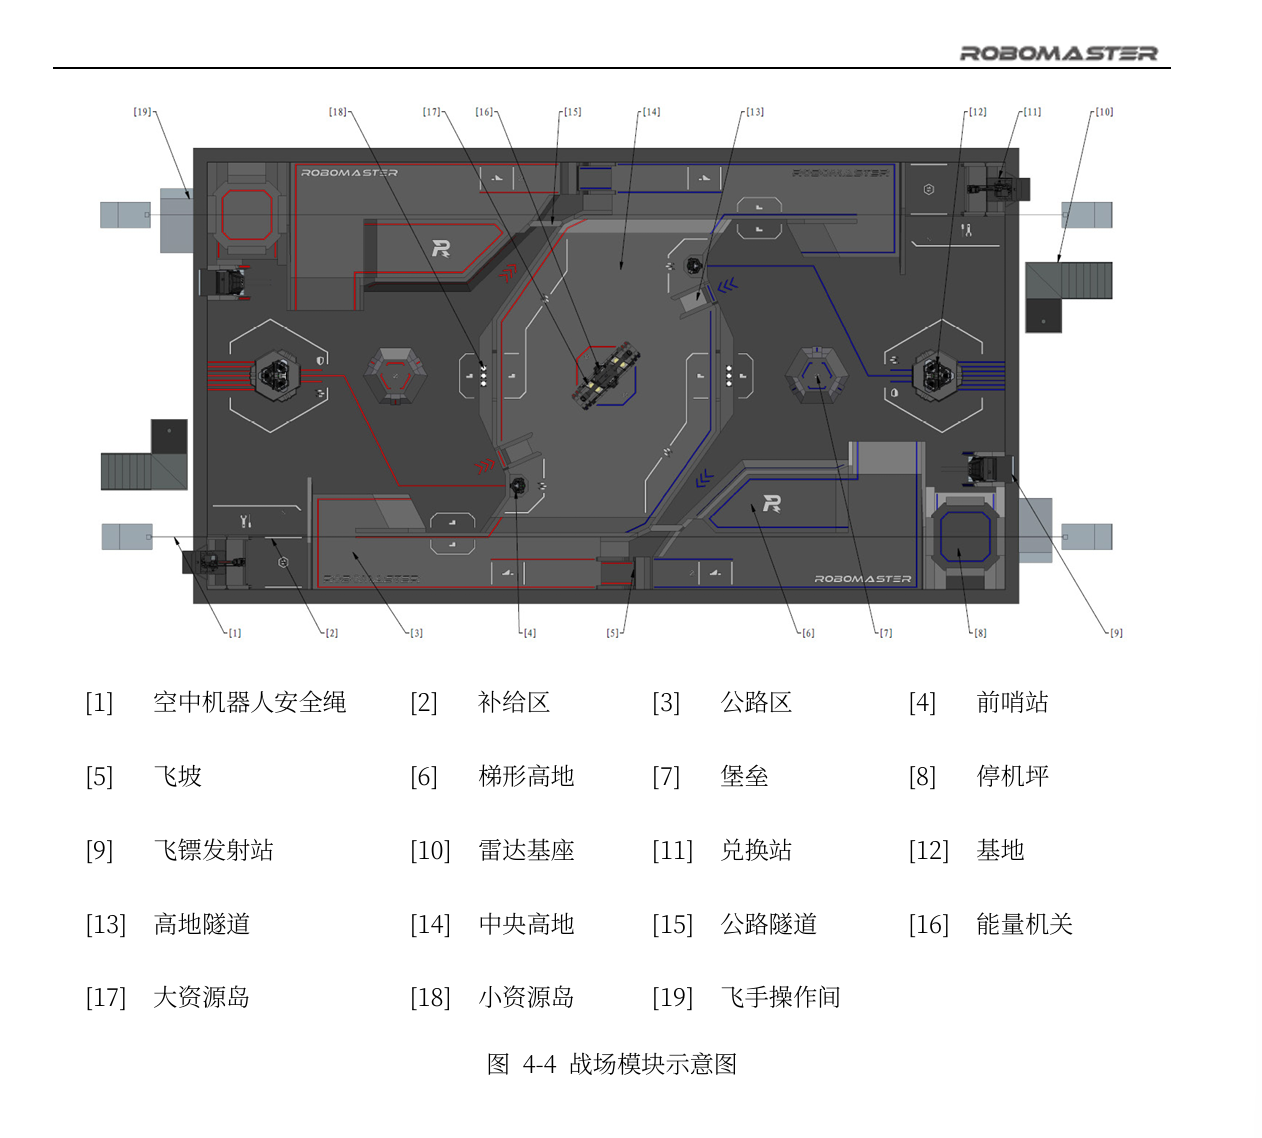 ROBOMASTER
[19] [18] [17] [16] [15] [14] [13] [12] [11] [10]
ROBOMASTER ROBOMASTER
ROBOMASTER ROBOMASTER
[1] [2] [3] [4] [5] [6] [7] [8] [9]
[1] 空中机器人安全绳 [2] 补给区 [3] 公路区 [4] 前哨站
[5] 飞坡 [6] 梯形高地 [7] 堡垒 [8] 停机坪
[9] 飞镖发射站 [10] 雷达基座 [11] 兑换站 [12] 基地
[13] 高地隧道 [14] 中央高地 [15] 公路隧道 [16] 能量机关
[17] 大资源岛 [18] 小资源岛 [19] 飞手操作间
图 4-4 战场模块示意图